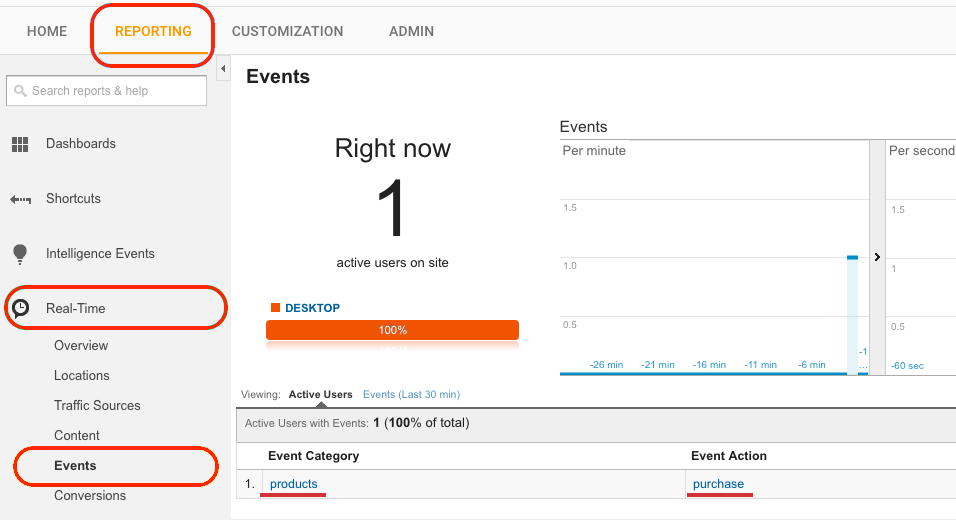 HOME REPORTING CUSTOMIZATION ADMIN
Search reports & help
Dashboards
Shortcuts
Intelligence Events
Real-Time
Overview
Locations
Traffic Sources
Content
Events
Conversions
Events
Right now
1
active users on site
DESKTOP
100%
Events
Per minute
1.5
1.0
0.5
-26 min -21 min -16 min -11 min -6 min -1 ...
Per second
1.5
1
0.5
-60 sec
Viewing: Active Users Events (Last 30 min)
Active Users with Events: 1 (100% of total)
Event Category Event Action
1. products purchase